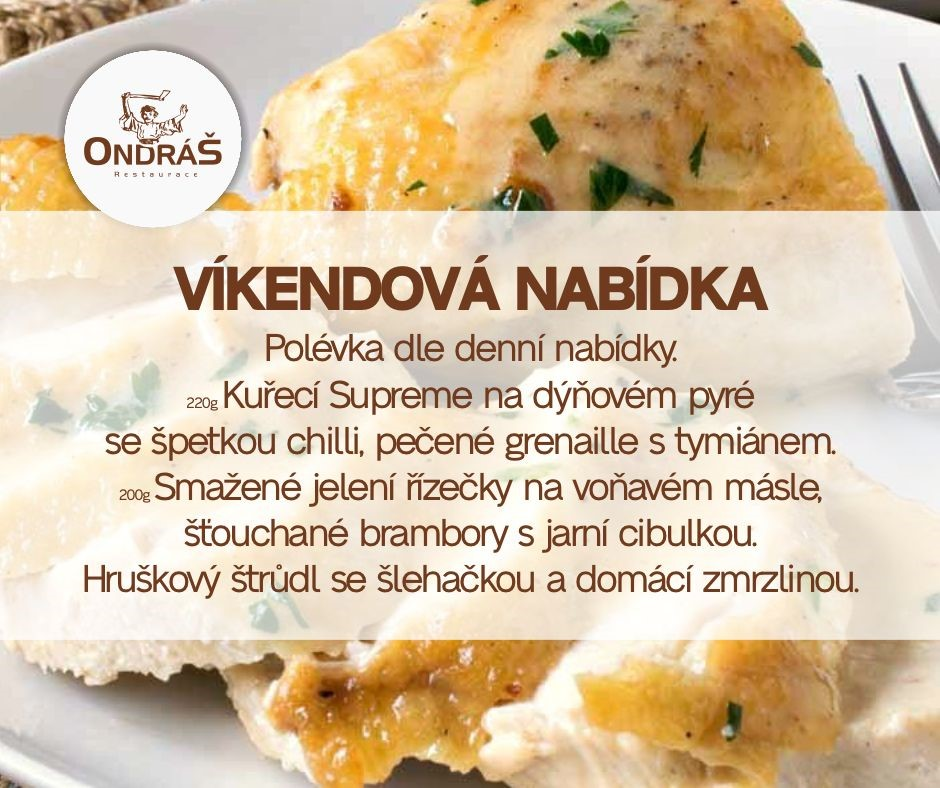 ONDRÁŠ
Restaurace
VÍKENDOVÁ NABÍDKA
Polévka dle denní nabídky.
220g Kuřecí Supreme na dýňovém pyré
se špetkou chilli, pečené grenaille s tymiánem.
200g Smažené jelení řízečky na voňavém másle,
šťouchané brambory s jarní cibulkou.
Hruškový štrůdl se šlehačkou a domácí zmrzlinou.